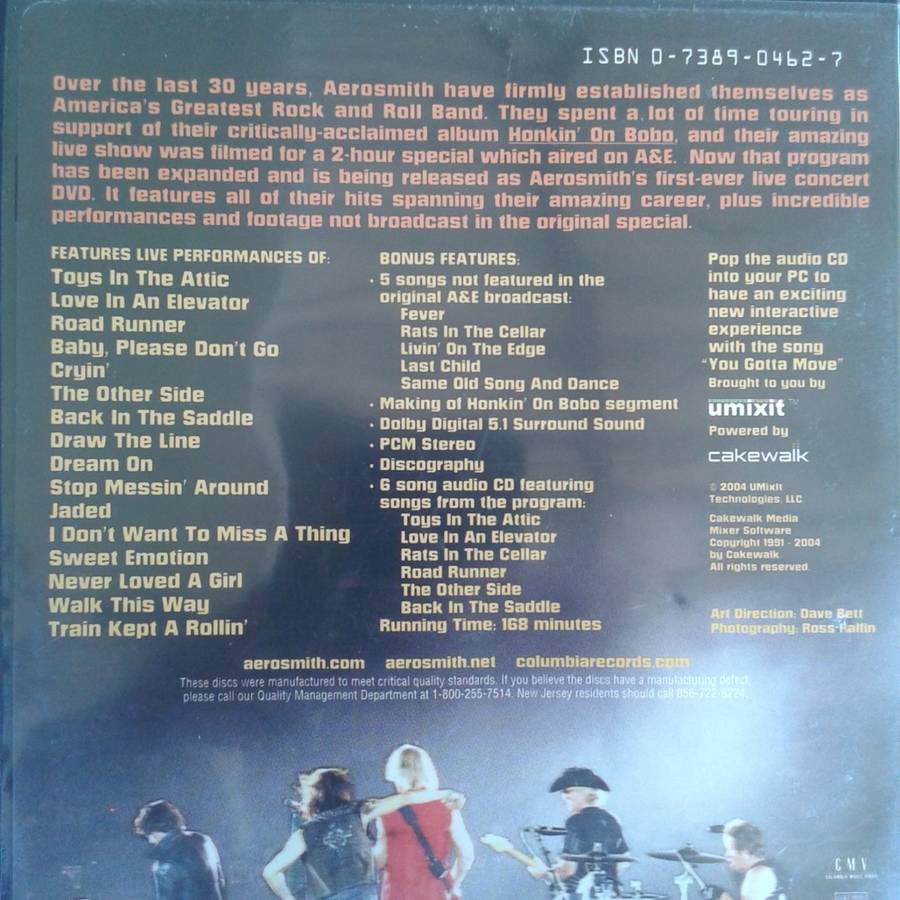 ISBN 0-7389-0462-7
Over the last 30 years, Aerosmith have firmly established themselves as
America's Greatest Rock and Roll Band. They spent a lot of time touring in
support of their critically-acclaimed album Honkin' On Bobo, and their amazing
live show was filmed for a 2-hour special which aired on A&E. Now that program
has been expanded and is being released as Aerosmith's first-ever live concert
DVD. It features all of their hits spanning their amazing career, plus incredible
performances and footage not broadcast in the original special.
FEATURES LIVE PERFORMANCES OF:
Toys In The Attic
Love In An Elevator
Road Runner
Baby, Please Don't Go
Cryin'
The Other Side
Back In The Saddle
Draw The Line
Dream On
Stop Messin' Around
Jaded
I Don't Want To Miss A Thing
Sweet Emotion
Never Loved A Girl
Walk This Way
Train Kept A Rollin'
BONUS FEATURES:
· 5 songs not featured in the
original A&E broadcast:
Fever
Rats In The Cellar
Livin' On The Edge
Last Child
Same Old Song And Dance
· Making of Honkin' On Bobo segment
· Dolby Digital 5.1 Surround Sound
· PCM Stereo
· Discography
· 6 song audio CD featuring
songs from the program:
Toys In The Attic
Love In An Elevator
Rats In The Cellar
Road Runner
The Other Side
Back In The Saddle
Running Time: 168 minutes
Pop the audio CD
into your PC to
have an exciting
new interactive
experience
with the song
"You Gotta Move"
Brought to you by
umixit™
Powered by
cakewalk
© 2004 UMixIt
Technologies, LLC
Cakewalk Media
Mixer Software
Copyright 1991 - 2004
by Cakewalk.
All rights reserved.
Art Direction: Dave Bett
Photography: Ross Halfin
aerosmith.com aerosmith.net columbiarecords.com
These discs were manufactured to meet critical quality standards. If you believe the discs have a manufacturing defect,
please call our Quality Management Department at 1-800-255-7514. New Jersey residents should call 856-722-8224.
CMV
COLUMBIA MUSIC VIDEO